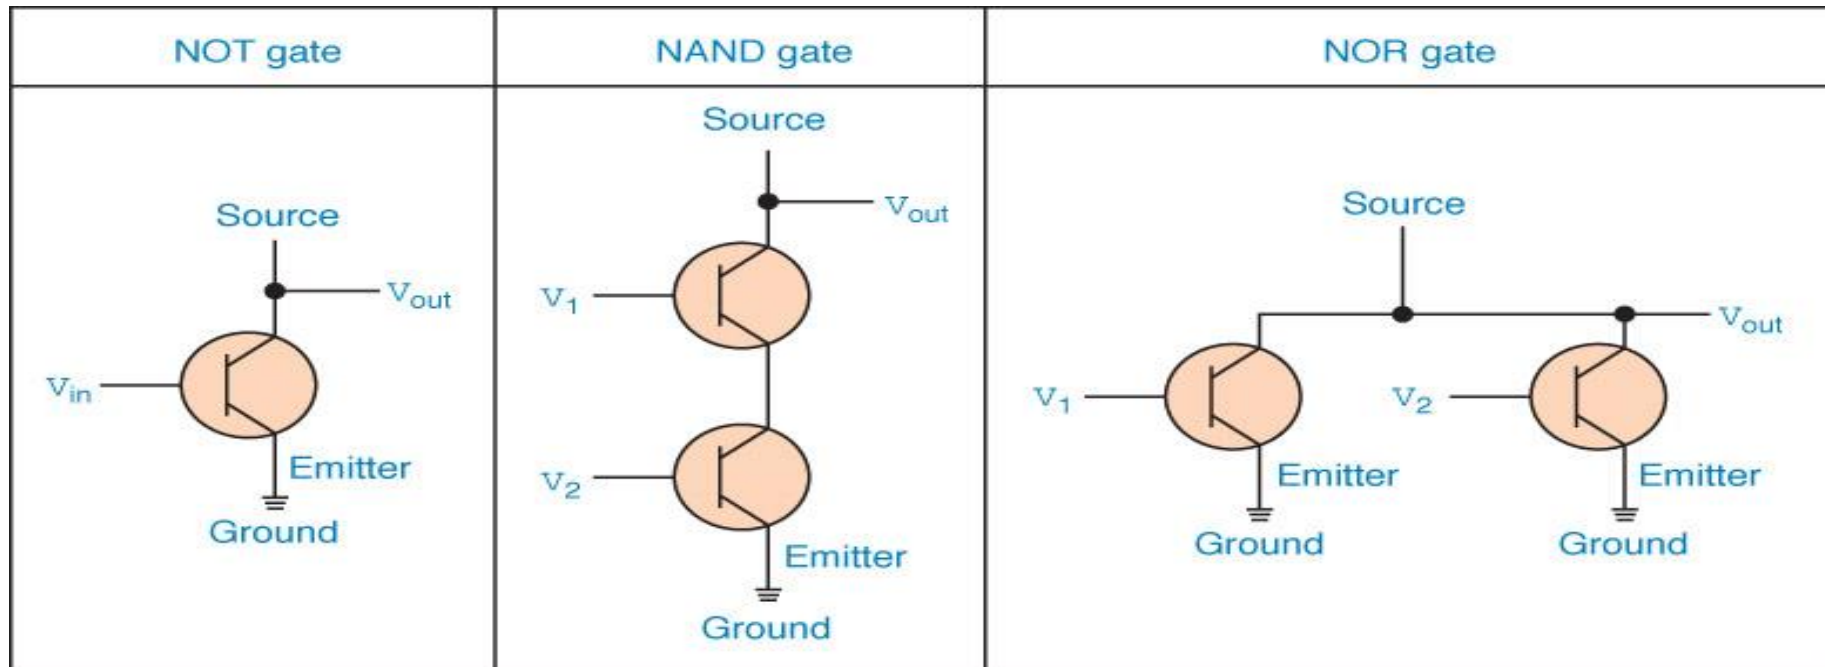 NOT gate
NAND gate
NOR gate
Source
Vout
Vin
Emitter
Ground
Source
Vout
V1
V2
Emitter
Ground
Source
Vout
V1
V2
Emitter
Emitter
Ground
Ground